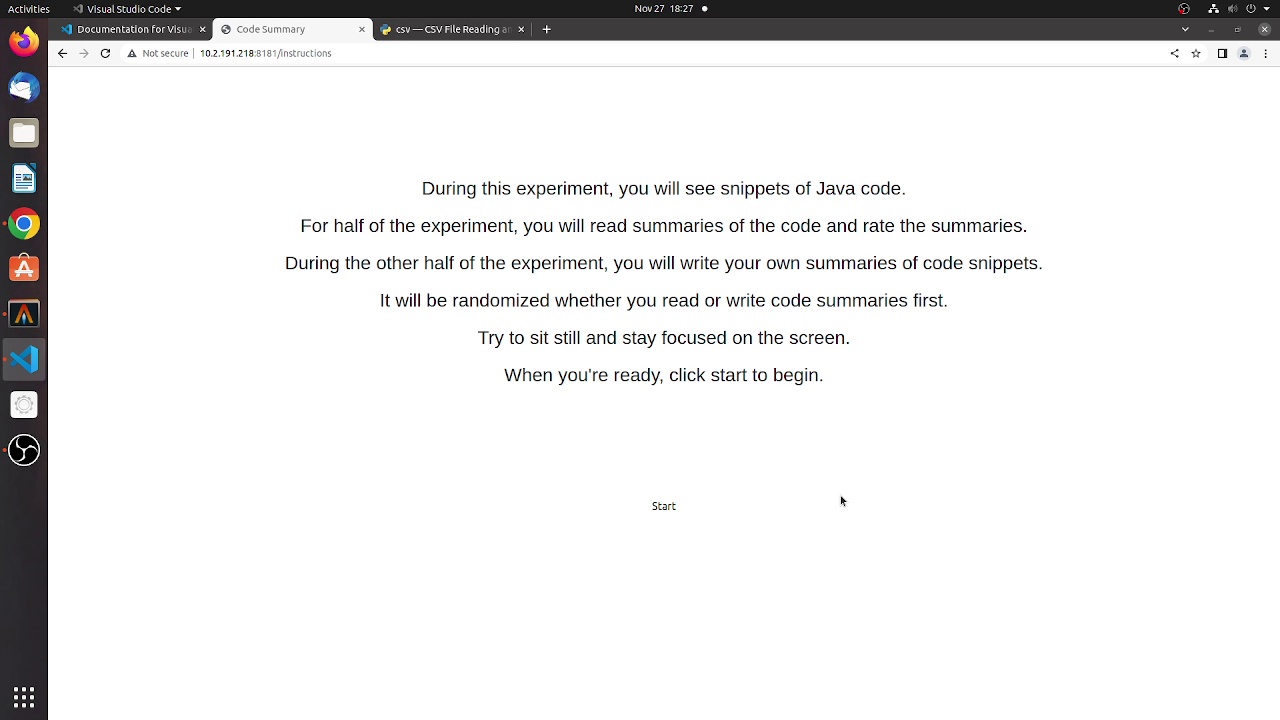 Activities
Visual Studio Code
Nov 27 18:27
Documentation for Visua
Code Summary
csv — CSV File Reading an
Not secure
10.2.191.218:8181/instructions
During this experiment, you will see snippets of Java code.
For half of the experiment, you will read summaries of the code and rate the summaries.
During the other half of the experiment, you will write your own summaries of code snippets.
It will be randomized whether you read or write code summaries first.
Try to sit still and stay focused on the screen.
When you're ready, click start to begin.
Start